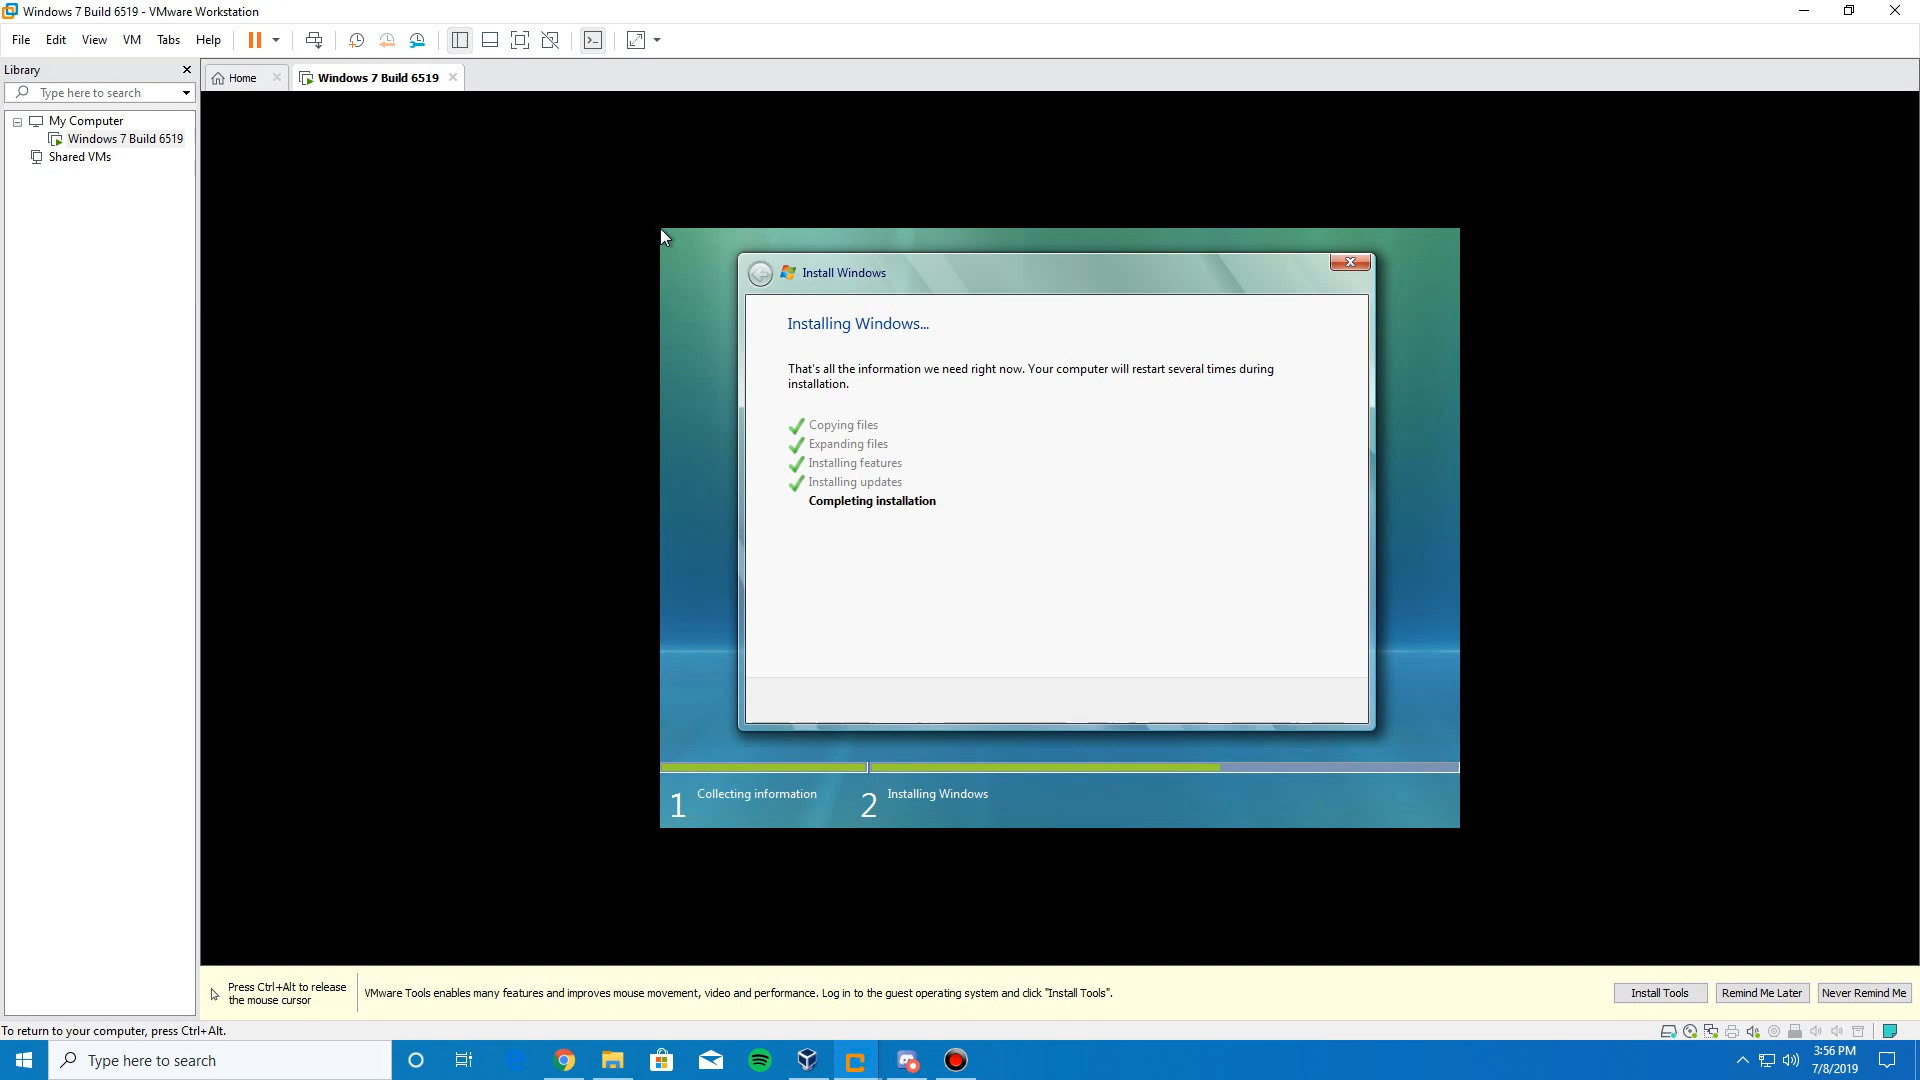 Windows 7 Build 6519 - VMware Workstation
File Edit View VM Tabs Help
Library
Home
Windows 7 Build 6519
Type here to search
My Computer
Windows 7 Build 6519
Shared VMs
Install Windows
Installing Windows...
That's all the information we need right now. Your computer will restart several times during
installation.
Copying files
Expanding files
Installing features
Installing updates
Completing installation
1 Collecting information
2 Installing Windows
Press Ctrl+Alt to release
the mouse cursor
VMware Tools enables many features and improves mouse movement, video and performance. Log in to the guest operating system and click "Install Tools".
Install Tools
Remind Me Later
Never Remind Me
To return to your computer, press Ctrl+Alt.
Type here to search
3:56 PM
7/8/2019